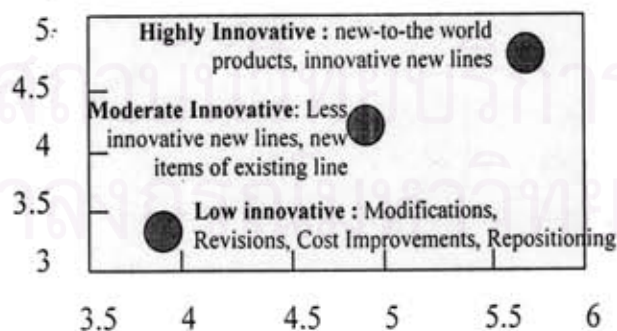 5
Highly Innovative : new-to-the world
products, innovative new lines
4.5
Moderate Innovative: Less
innovative new lines, new
items of existing line
4
3.5
Low innovative : Modifications,
Revisions, Cost Improvements, Repositioning
3
3.5 4 4.5 5 5.5 6